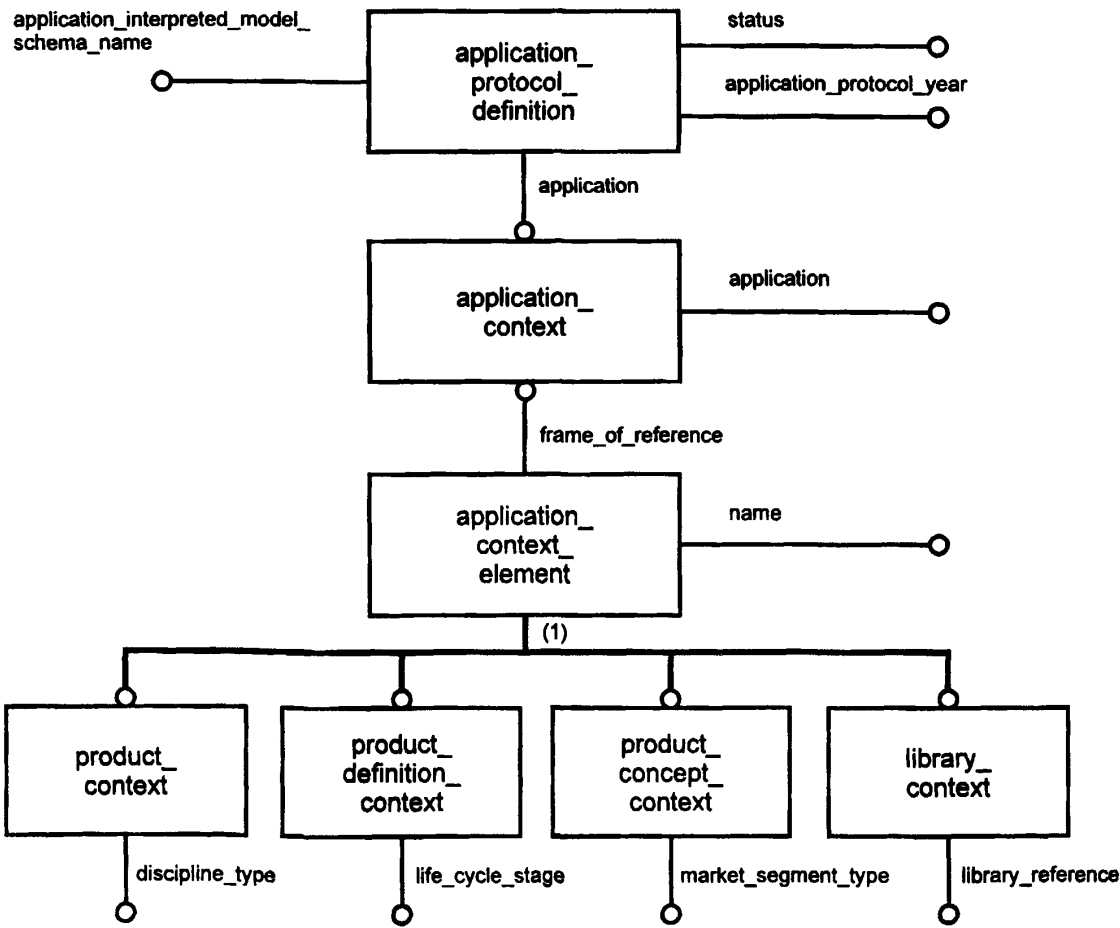 application_interpreted_model_
schema_name
application_
protocol_
definition
status
application_protocol_year
application
application_
context
application
frame_of_reference
application_
context_
element
name
(1)
product_
context
product_
definition_
context
product_
concept_
context
library_
context
discipline_type
life_cycle_stage
market_segment_type
library_reference